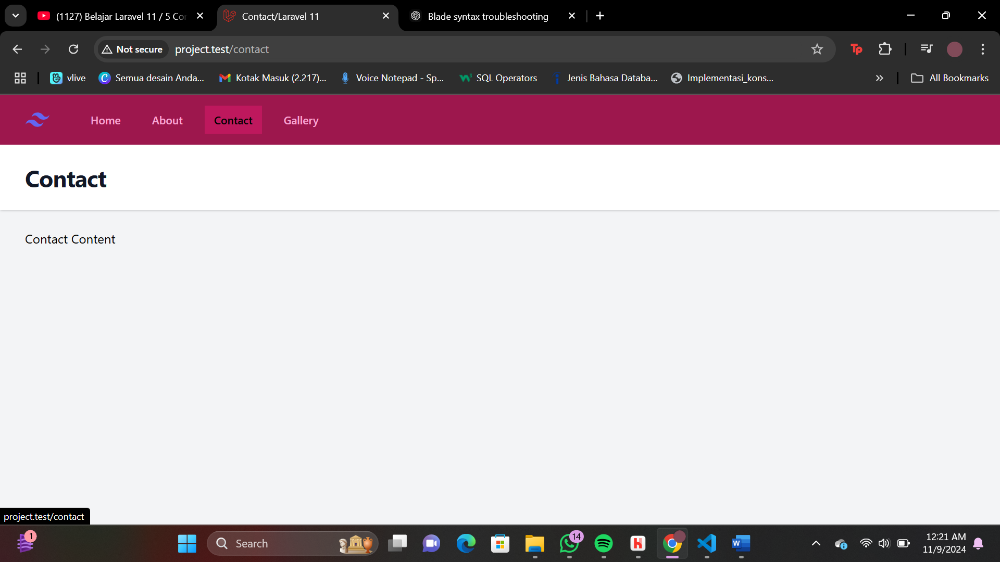 (1127) Belajar Laravel 11 / 5 Cor
Contact/Laravel 11
Blade syntax troubleshooting
Not secure
project.test/contact
Tp
vlive
Semua desain Anda...
Kotak Masuk (2.217)...
Voice Notepad - Sp...
SQL Operators
Jenis Bahasa Databa...
Implementasi_kons...
All Bookmarks
Home
About
Contact
Gallery
Contact
Contact Content
project.test/contact
1
Search
14
12:21 AM
11/9/2024